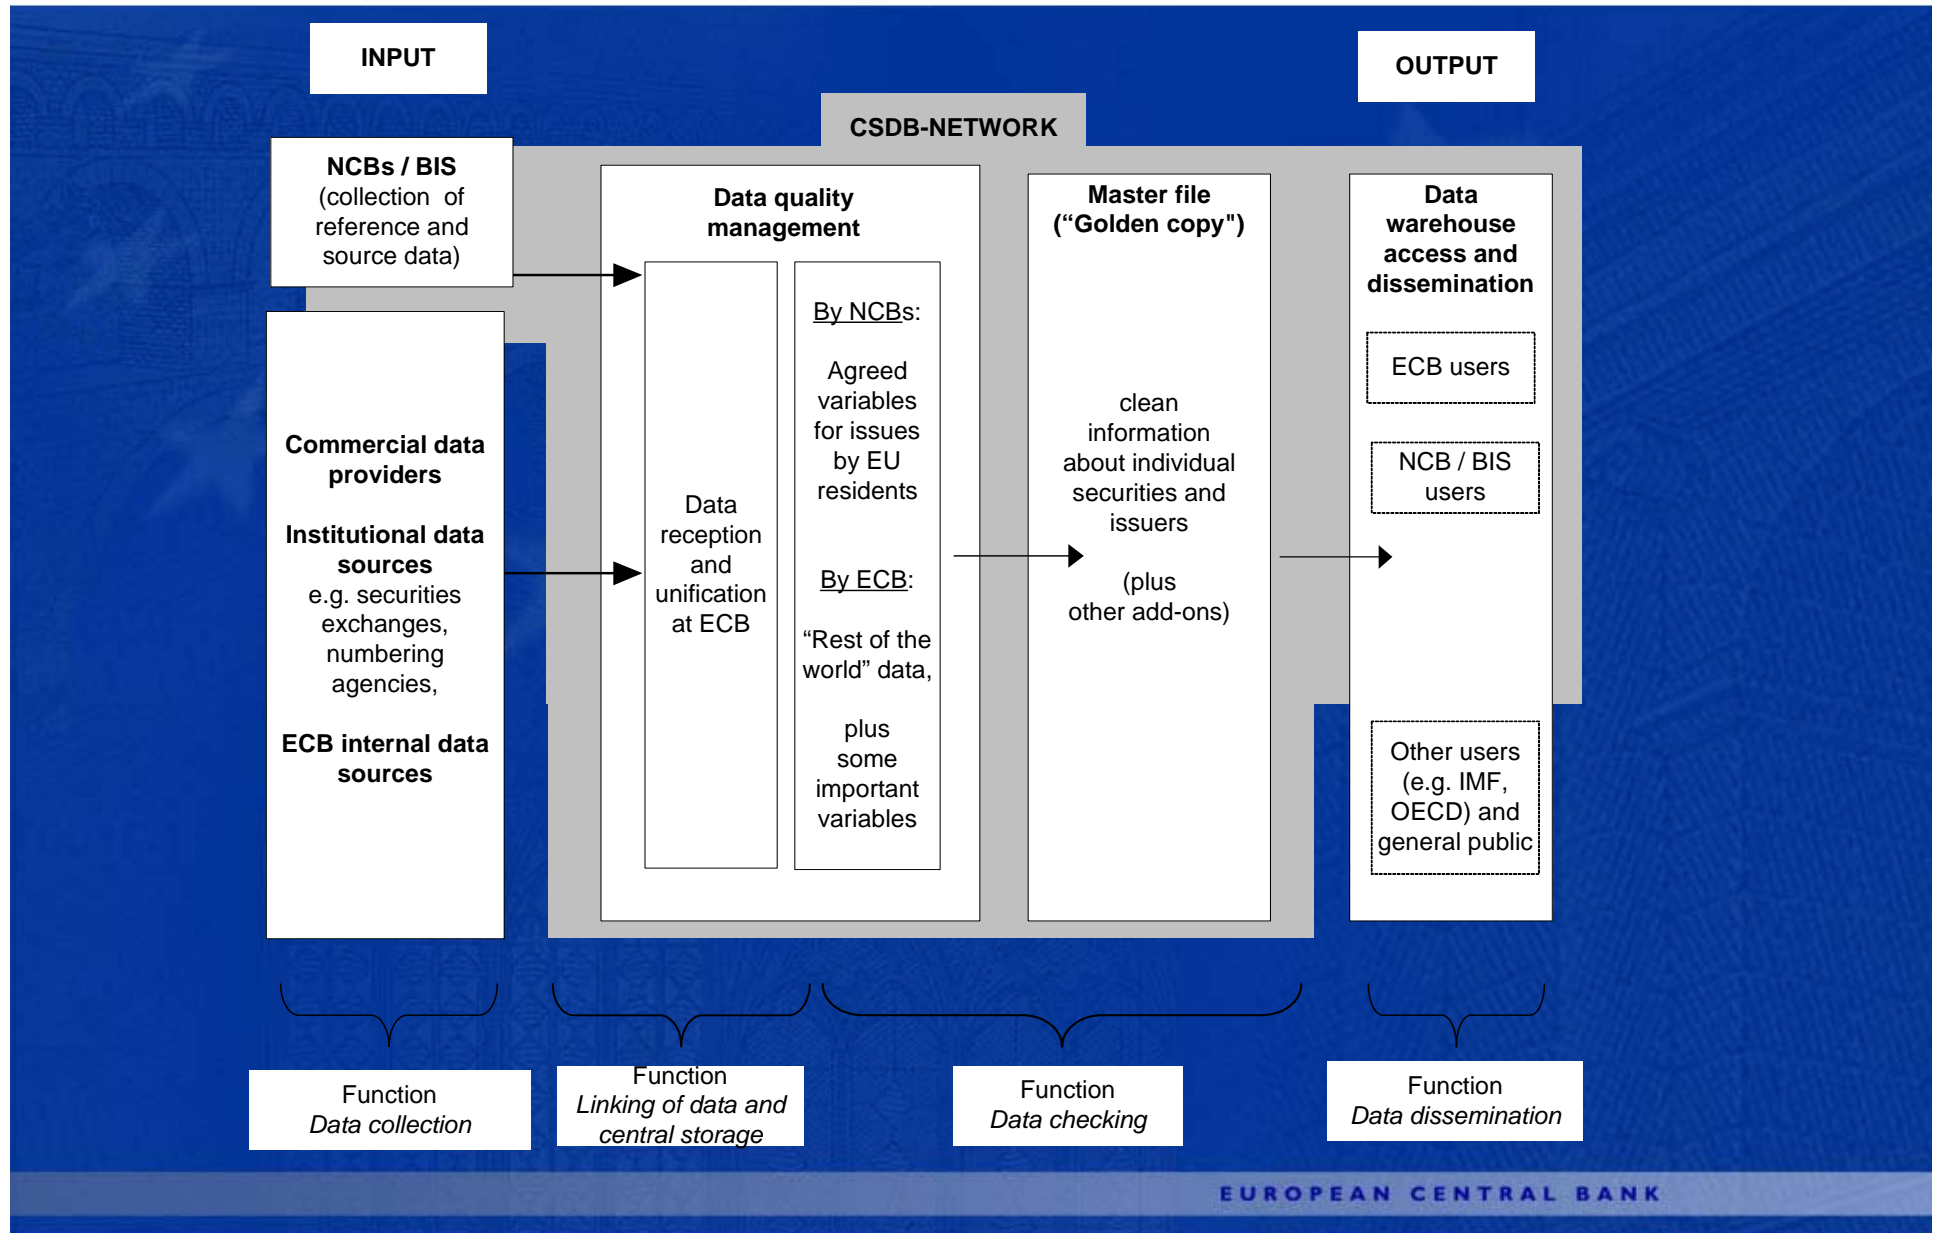 INPUT
OUTPUT
CSDB-NETWORK
NCBs / BIS
(collection of
reference and
source data)
Commercial data
providers
Institutional data
sources
e.g. securities
exchanges,
numbering
agencies,
ECB internal data
sources
Data quality
management
Data
reception
and
unification
at ECB
By NCBs:
Agreed
variables
for issues
by EU
residents
By ECB:
“Rest of the
world” data,
plus
some
important
variables
Master file
(“Golden copy")
clean
information
about individual
securities and
issuers
(plus
other add-ons)
Data
warehouse
access and
dissemination
ECB users
NCB / BIS
users
Other users
(e.g. IMF,
OECD) and
general public
Function
Data collection
Function
Linking of data and
central storage
Function
Data checking
Function
Data dissemination
EUROPEAN CENTRAL BANK